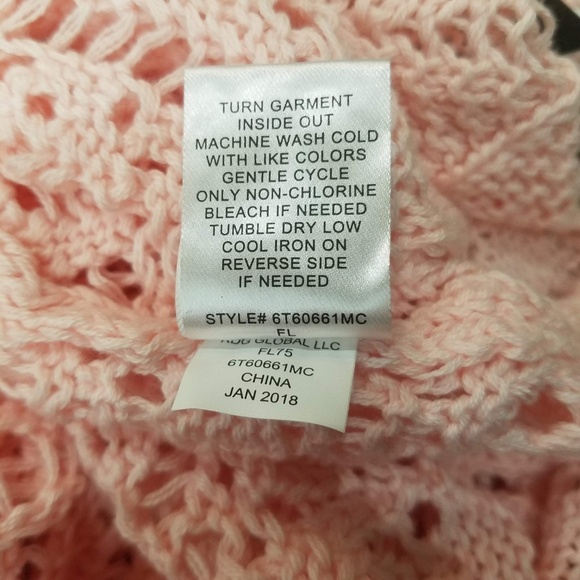 TURN GARMENT
INSIDE OUT
MACHINE WASH COLD
WITH LIKE COLORS
GENTLE CYCLE
ONLY NON-CHLORINE
BLEACH IF NEEDED
TUMBLE DRY LOW
COOL IRON ON
REVERSE SIDE
IF NEEDED
STYLE# 6T60661MC
FL
GLOBAL LLC
FL75
6T60661MC
CHINA
JAN 2018